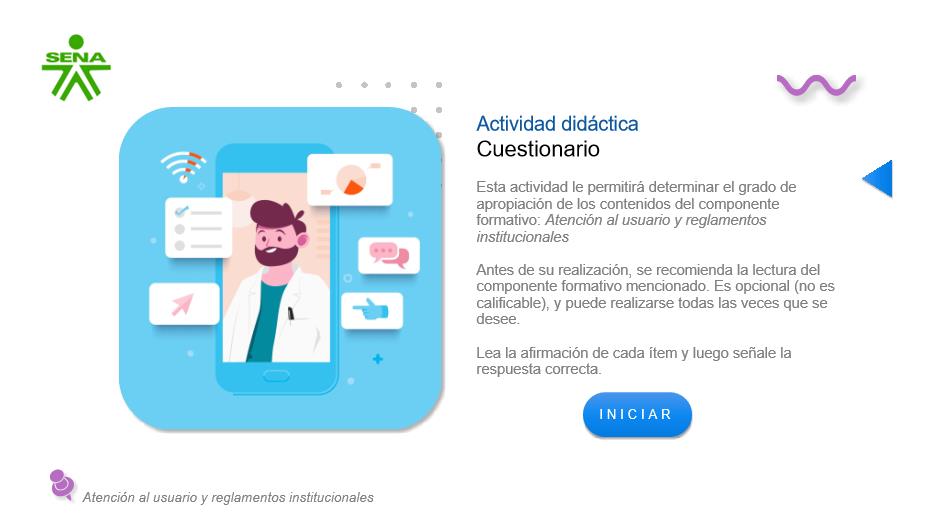 SENA
Actividad didáctica
Cuestionario
Esta actividad le permitirá determinar el grado de
apropiación de los contenidos del componente
formativo: Atención al usuario y reglamentos
institucionales
Antes de su realización, se recomienda la lectura del
componente formativo mencionado. Es opcional (no es
calificable), y puede realizarse todas las veces que se
desee.
Lea la afirmación de cada ítem y luego señale la
respuesta correcta.
INICIAR
Atención al usuario y reglamentos institucionales